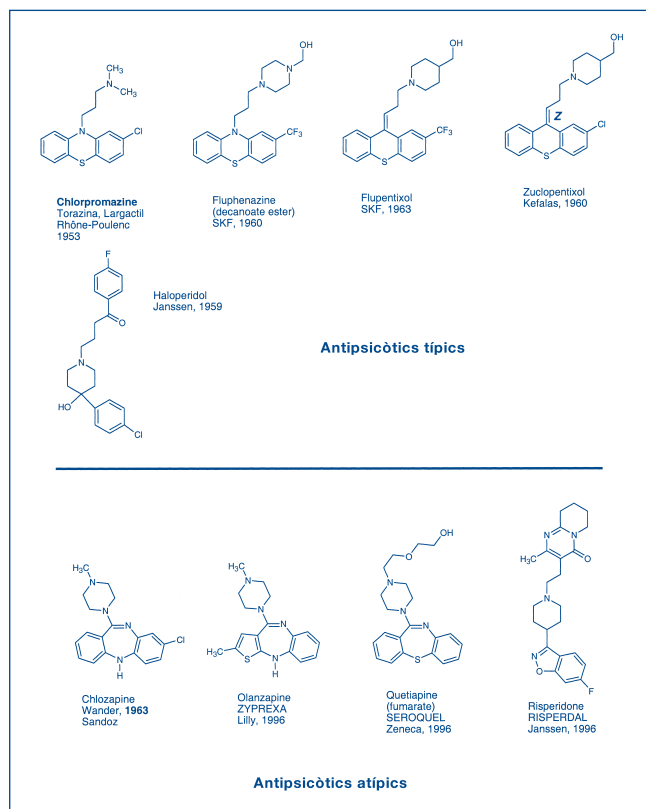 CH3
N
CH3
N
Cl
S
Chlorpromazine
Torazina, Largactil
Rhône-Poulenc
1953
OH
N
N
N
CF3
S
Fluphenazine
(decanoate ester)
SKF, 1960
OH
N
CF3
S
Flupentixol
SKF, 1963
OH
N
Z
Cl
S
Zuclopentixol
Kefalas, 1960
F
O
N
HO
Cl
Haloperidol
Janssen, 1959
Antipsicòtics típics
H3C
N
N
N
Cl
N
H
Chlozapine
Wander, 1963
Sandoz
H3C
N
N
N
H3C
S
N
H
Olanzapine
ZYPREXA
Lilly, 1996
OH
O
N
N
N
S
Quetiapine
(fumarate)
SEROQUEL
Zeneca, 1996
N
N
CH3
O
N
N
O
F
Risperidone
RISPERDAL
Janssen, 1996
Antipsicòtics atípics